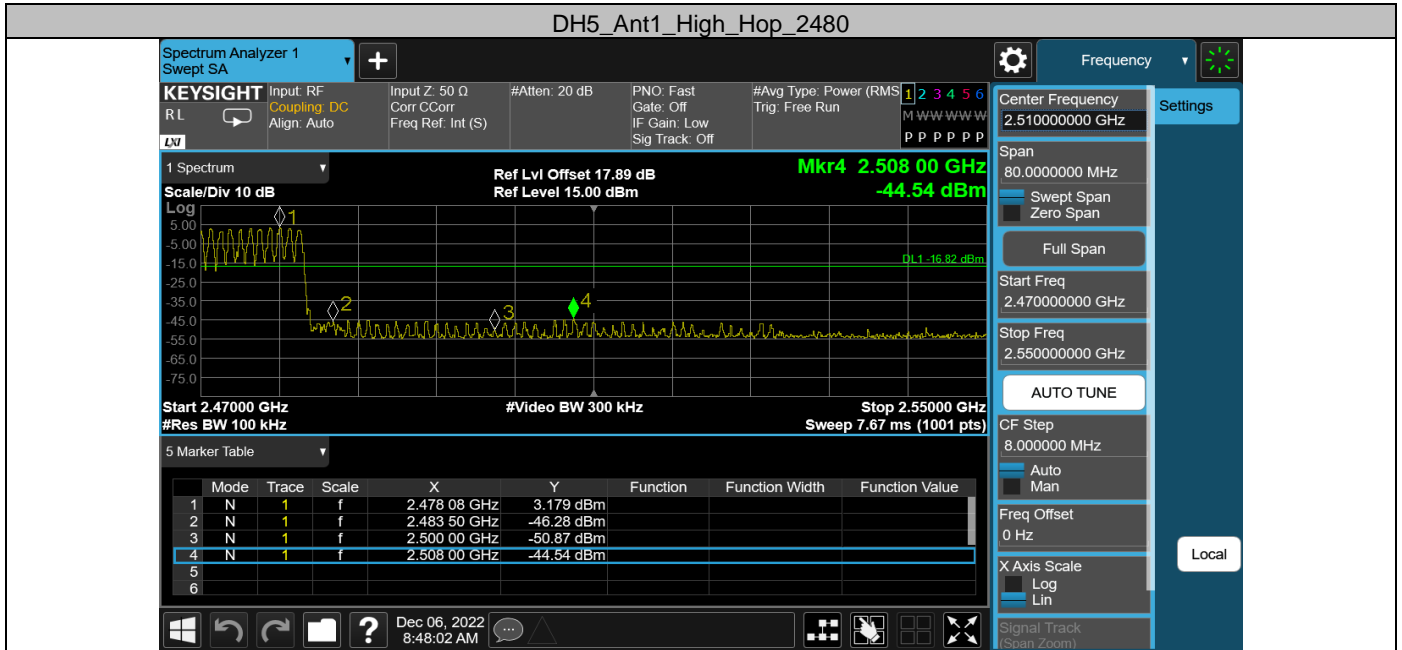 DH5_Ant1_High_Hop_2480
Spectrum Analyzer 1
Swept SA
Frequency
KEYSIGHT
RL
LXI
Input: RF
Coupling: DC
Align: Auto
Input Z: 50 Ω
Corr CCorr
Freq Ref: Int (S)
#Atten: 20 dB
PNO: Fast
Gate: Off
IF Gain: Low
Sig Track: Off
#Avg Type: Power (RMS
Trig: Free Run
1 2 3 4 5 6
M W W W W W
P P P P P P
1 Spectrum
Scale/Div 10 dB
Ref Lvl Offset 17.89 dB
Ref Level 15.00 dBm
Mkr4 2.508 00 GHz
-44.54 dBm
Log
5.00
-5.00
-15.0
-25.0
-35.0
-45.0
-55.0
-65.0
-75.0
1
2
3
4
DL1 -16.82 dBm
Start 2.47000 GHz
#Video BW 300 kHz
Stop 2.55000 GHz
#Res BW 100 kHz
Sweep 7.67 ms (1001 pts)
5 Marker Table
Mode Trace Scale X Y Function Function Width Function Value
1 N 1 f 2.478 08 GHz 3.179 dBm
2 N 1 f 2.483 50 GHz -46.28 dBm
3 N 1 f 2.500 00 GHz -50.87 dBm
4 N 1 f 2.508 00 GHz -44.54 dBm
5
6
Dec 06, 2022
8:48:02 AM
Center Frequency
2.510000000 GHz
Span
80.0000000 MHz
Swept Span
Zero Span
Full Span
Start Freq
2.470000000 GHz
Stop Freq
2.550000000 GHz
AUTO TUNE
CF Step
8.000000 MHz
Auto
Man
Freq Offset
0 Hz
X Axis Scale
Log
Lin
Signal Track
(Span Zoom)
Settings
Local